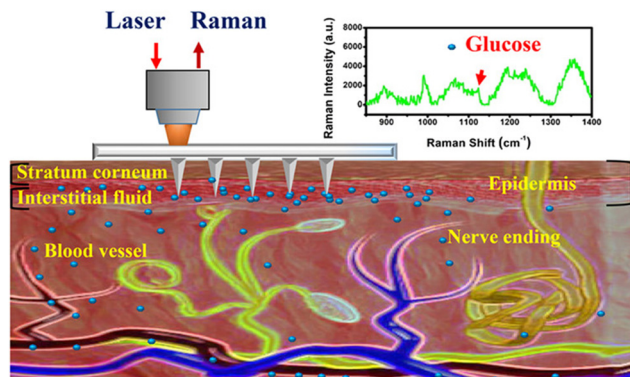 Laser Raman
Glucose
Raman Intensity (a.u.)
8000
6000
4000
2000
0
900 1000 1100 1200 1300 1400
Raman Shift (cm⁻¹)
Stratum corneum
Interstitial fluid
Epidermis
Blood vessel
Nerve ending